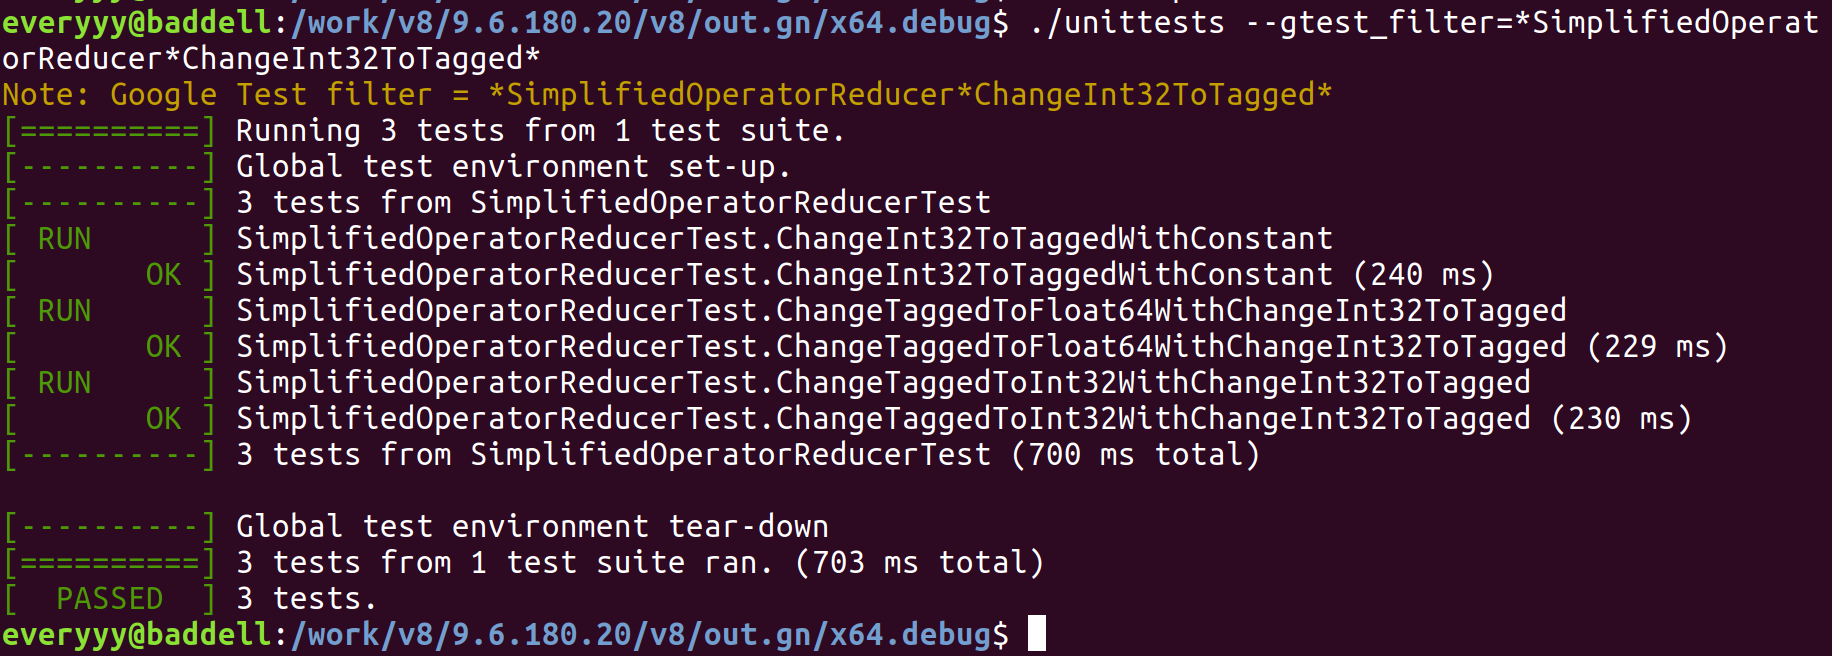 everyyy@baddell:/work/v8/9.6.180.20/v8/out.gn/x64.debug$ ./unittests --gtest_filter=*SimplifiedOperat
orReducer*ChangeInt32ToTagged*
Note: Google Test filter = *SimplifiedOperatorReducer*ChangeInt32ToTagged*
[==========] Running 3 tests from 1 test suite.
[----------] Global test environment set-up.
[----------] 3 tests from SimplifiedOperatorReducerTest
[ RUN      ] SimplifiedOperatorReducerTest.ChangeInt32ToTaggedWithConstant
[       OK ] SimplifiedOperatorReducerTest.ChangeInt32ToTaggedWithConstant (240 ms)
[ RUN      ] SimplifiedOperatorReducerTest.ChangeTaggedToFloat64WithChangeInt32ToTagged
[       OK ] SimplifiedOperatorReducerTest.ChangeTaggedToFloat64WithChangeInt32ToTagged (229 ms)
[ RUN      ] SimplifiedOperatorReducerTest.ChangeTaggedToInt32WithChangeInt32ToTagged
[       OK ] SimplifiedOperatorReducerTest.ChangeTaggedToInt32WithChangeInt32ToTagged (230 ms)
[----------] 3 tests from SimplifiedOperatorReducerTest (700 ms total)
[----------] Global test environment tear-down
[==========] 3 tests from 1 test suite ran. (703 ms total)
[  PASSED  ] 3 tests.
everyyy@baddell:/work/v8/9.6.180.20/v8/out.gn/x64.debug$